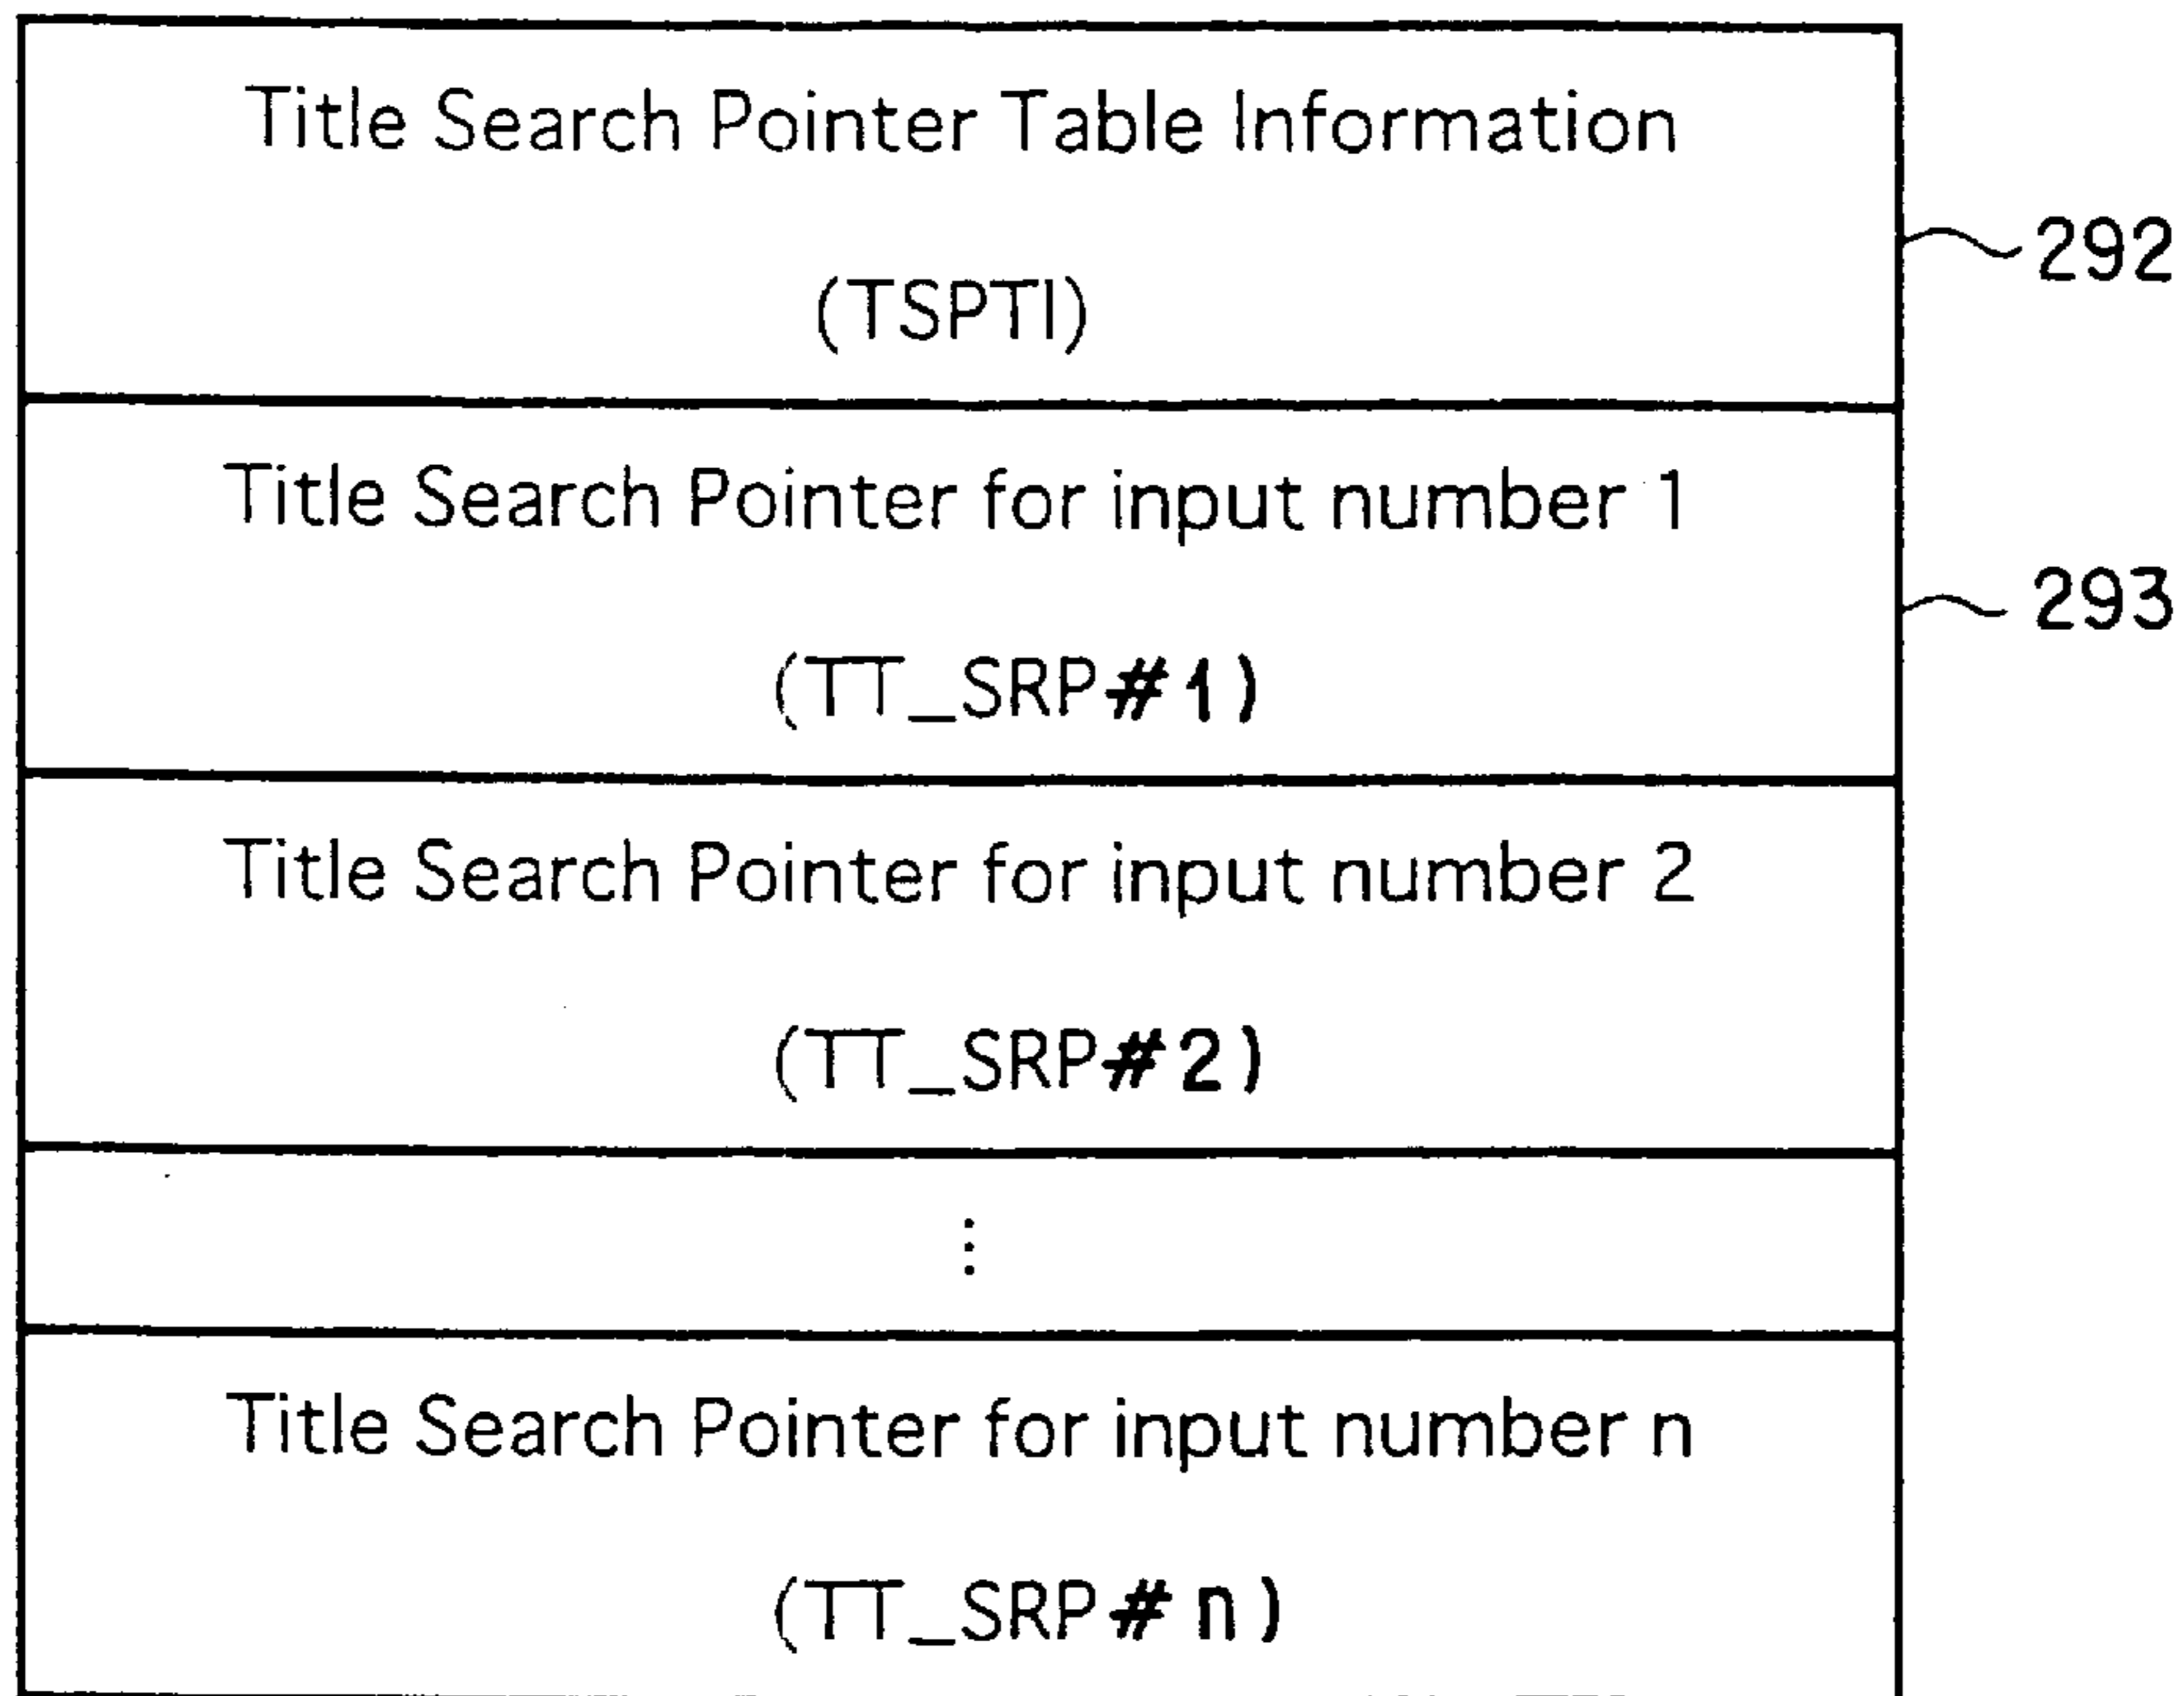 Title Search Pointer Table Information
(TSPTI)
292
Title Search Pointer for input number 1
293
(TT_SRP#1)
Title Search Pointer for input number 2
(TT_SRP#2)
⋮
Title Search Pointer for input number n
(TT_SRP#n)